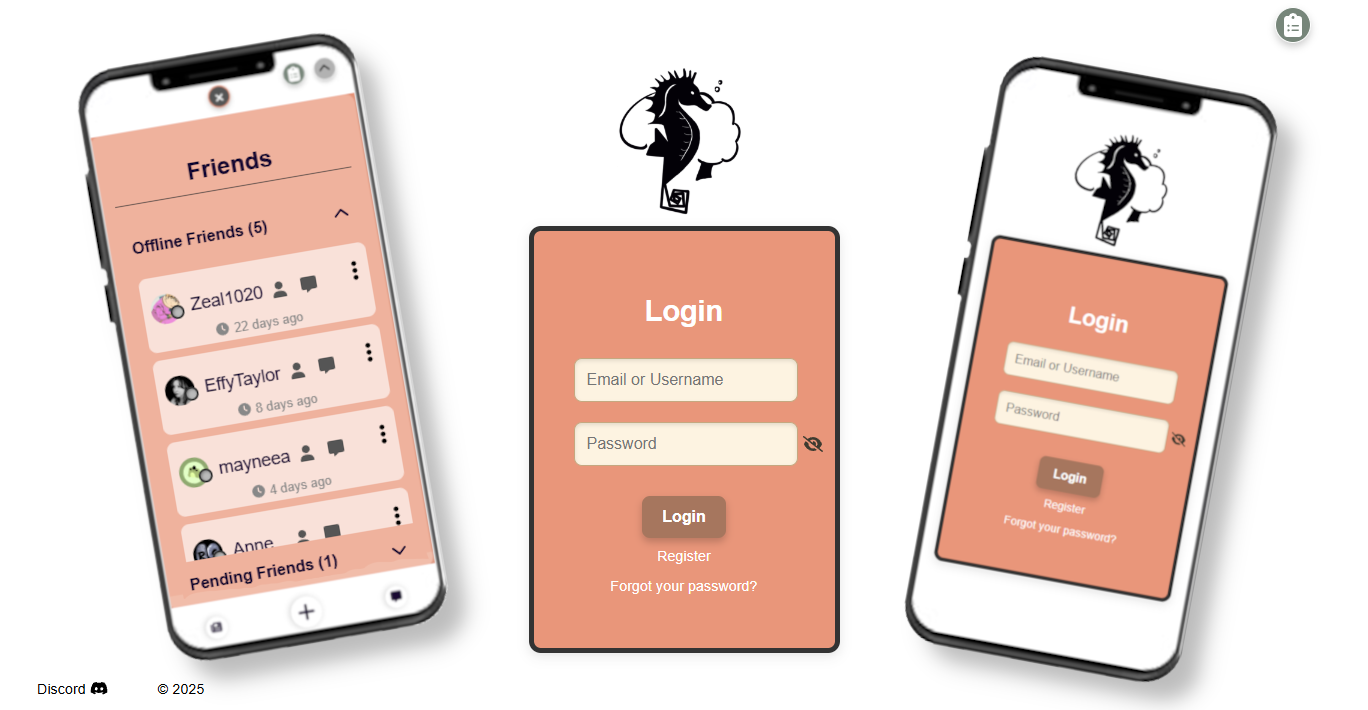 Friends
Offline Friends (5)
Zeal1020
22 days ago
EffyTaylor
8 days ago
mayneea
4 days ago
Anne
Pending Friends (1)
Login
Email or Username
Password
Login
Register
Forgot your password?
Login
Email or Username
Password
Login
Register
Forgot your password?
Discord
© 2025